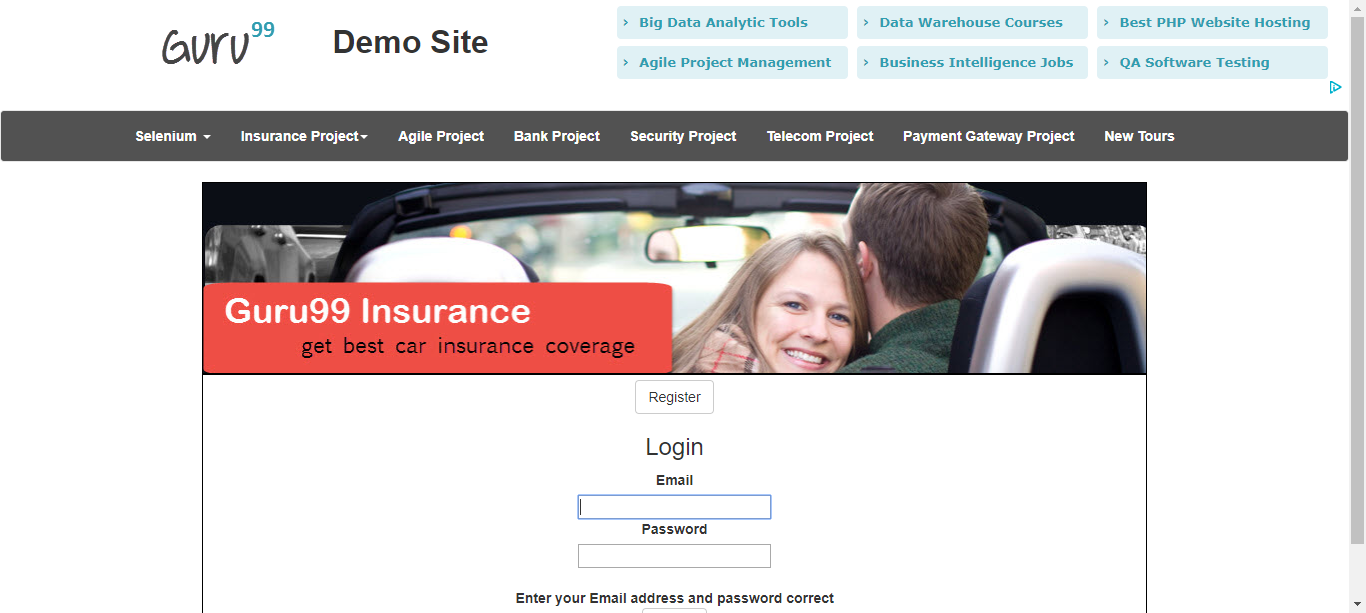 Guru99
Demo Site
Big Data Analytic Tools
Data Warehouse Courses
Best PHP Website Hosting
Agile Project Management
Business Intelligence Jobs
QA Software Testing
Selenium
Insurance Project
Agile Project
Bank Project
Security Project
Telecom Project
Payment Gateway Project
New Tours
Guru99 Insurance
get best car insurance coverage
Register
Login
Email
Password
Enter your Email address and password correct